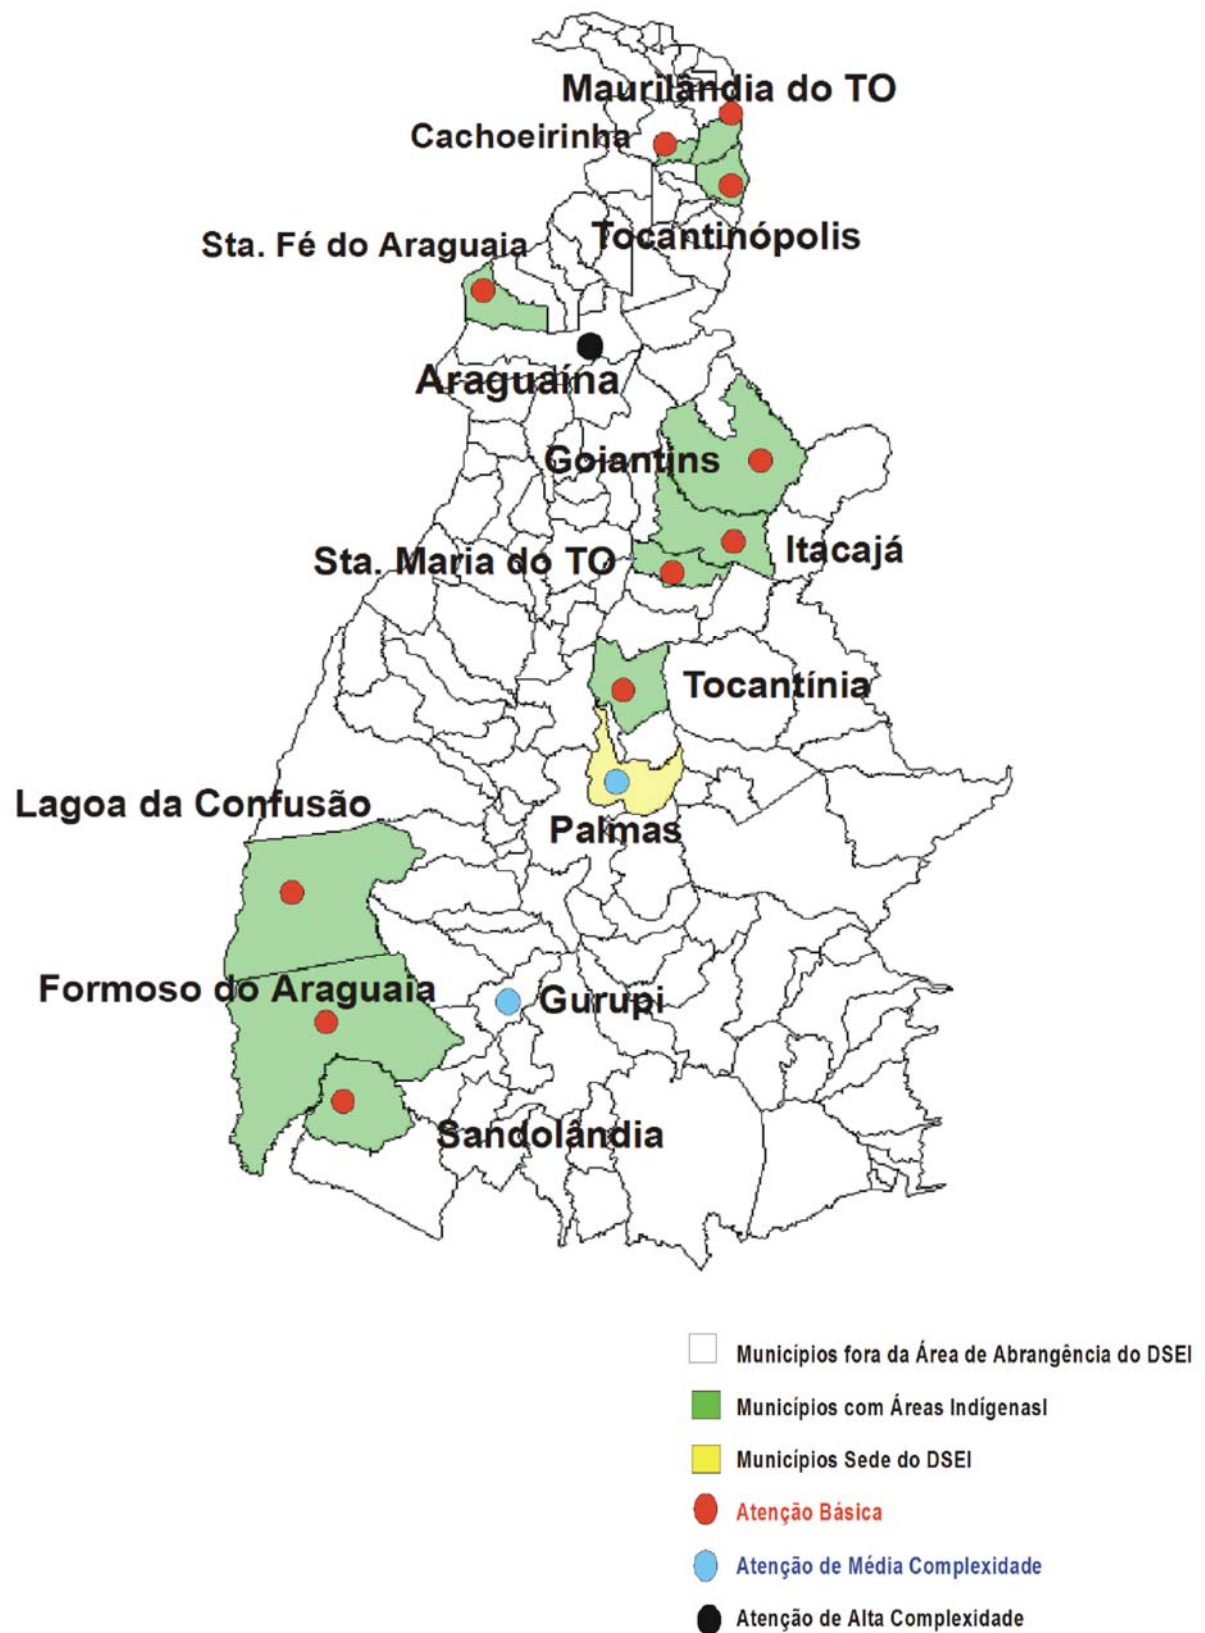 Maurilândia do TO
Cachoeirinha
Tocantinópolis
Sta. Fé do Araguaia
Araguaína
Goiantins
Itacajá
Sta. Maria do TO
Tocantínia
Lagoa da Confusão
Palmas
Formoso do Araguaia
Gurupi
Sandolândia
Municípios fora da Área de Abrangência do DSEI
Municípios com Áreas IndígenasI
Municípios Sede do DSEI
Atenção Básica
Atenção de Média Complexidade
Atenção de Alta Complexidade